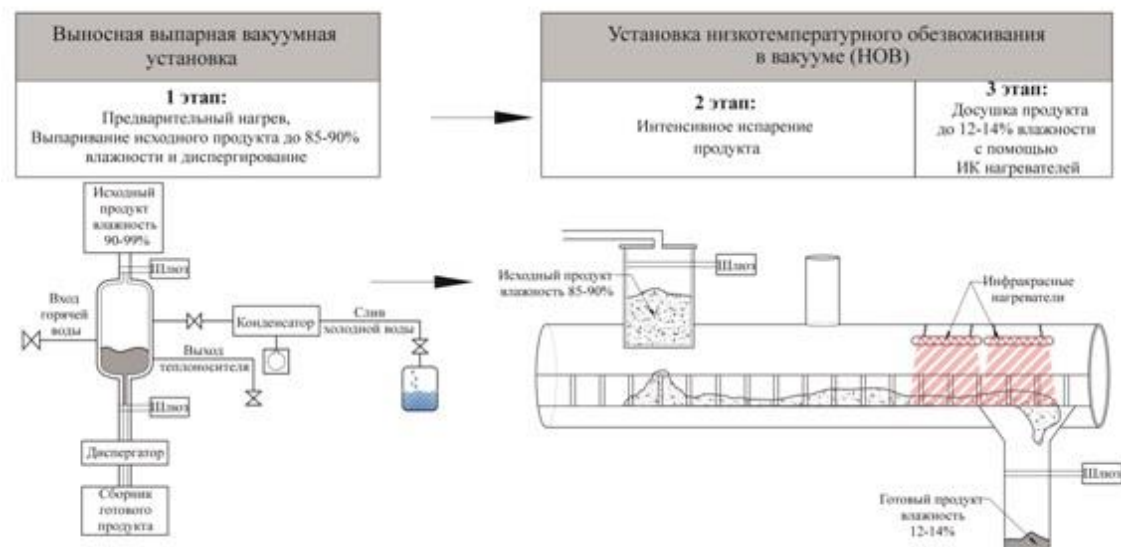 Выносная выпарная вакуумная
установка
1 этап:
Предварительный нагрев,
Выпаривание исходного продукта до 85-90%
влажности и диспергирование
Установка низкотемпературного обезвоживания
в вакууме (НОВ)
2 этап:
Интенсивное испарение
продукта
3 этап:
Досушка продукта
до 12-14% влажности
с помощью
ИК нагревателей
Исходный
продукт
влажность
90-99%
Шлюз
Вход
горячей
воды
Конденсатор
Слив
холодной воды
Выход
теплоносителя
Шлюз
Диспергатор
Сборник
готового
продукта
Исходный продукт
влажность 85-90%
Шлюз
Инфракрасные
нагреватели
Шлюз
Готовый продукт
влажность
12-14%